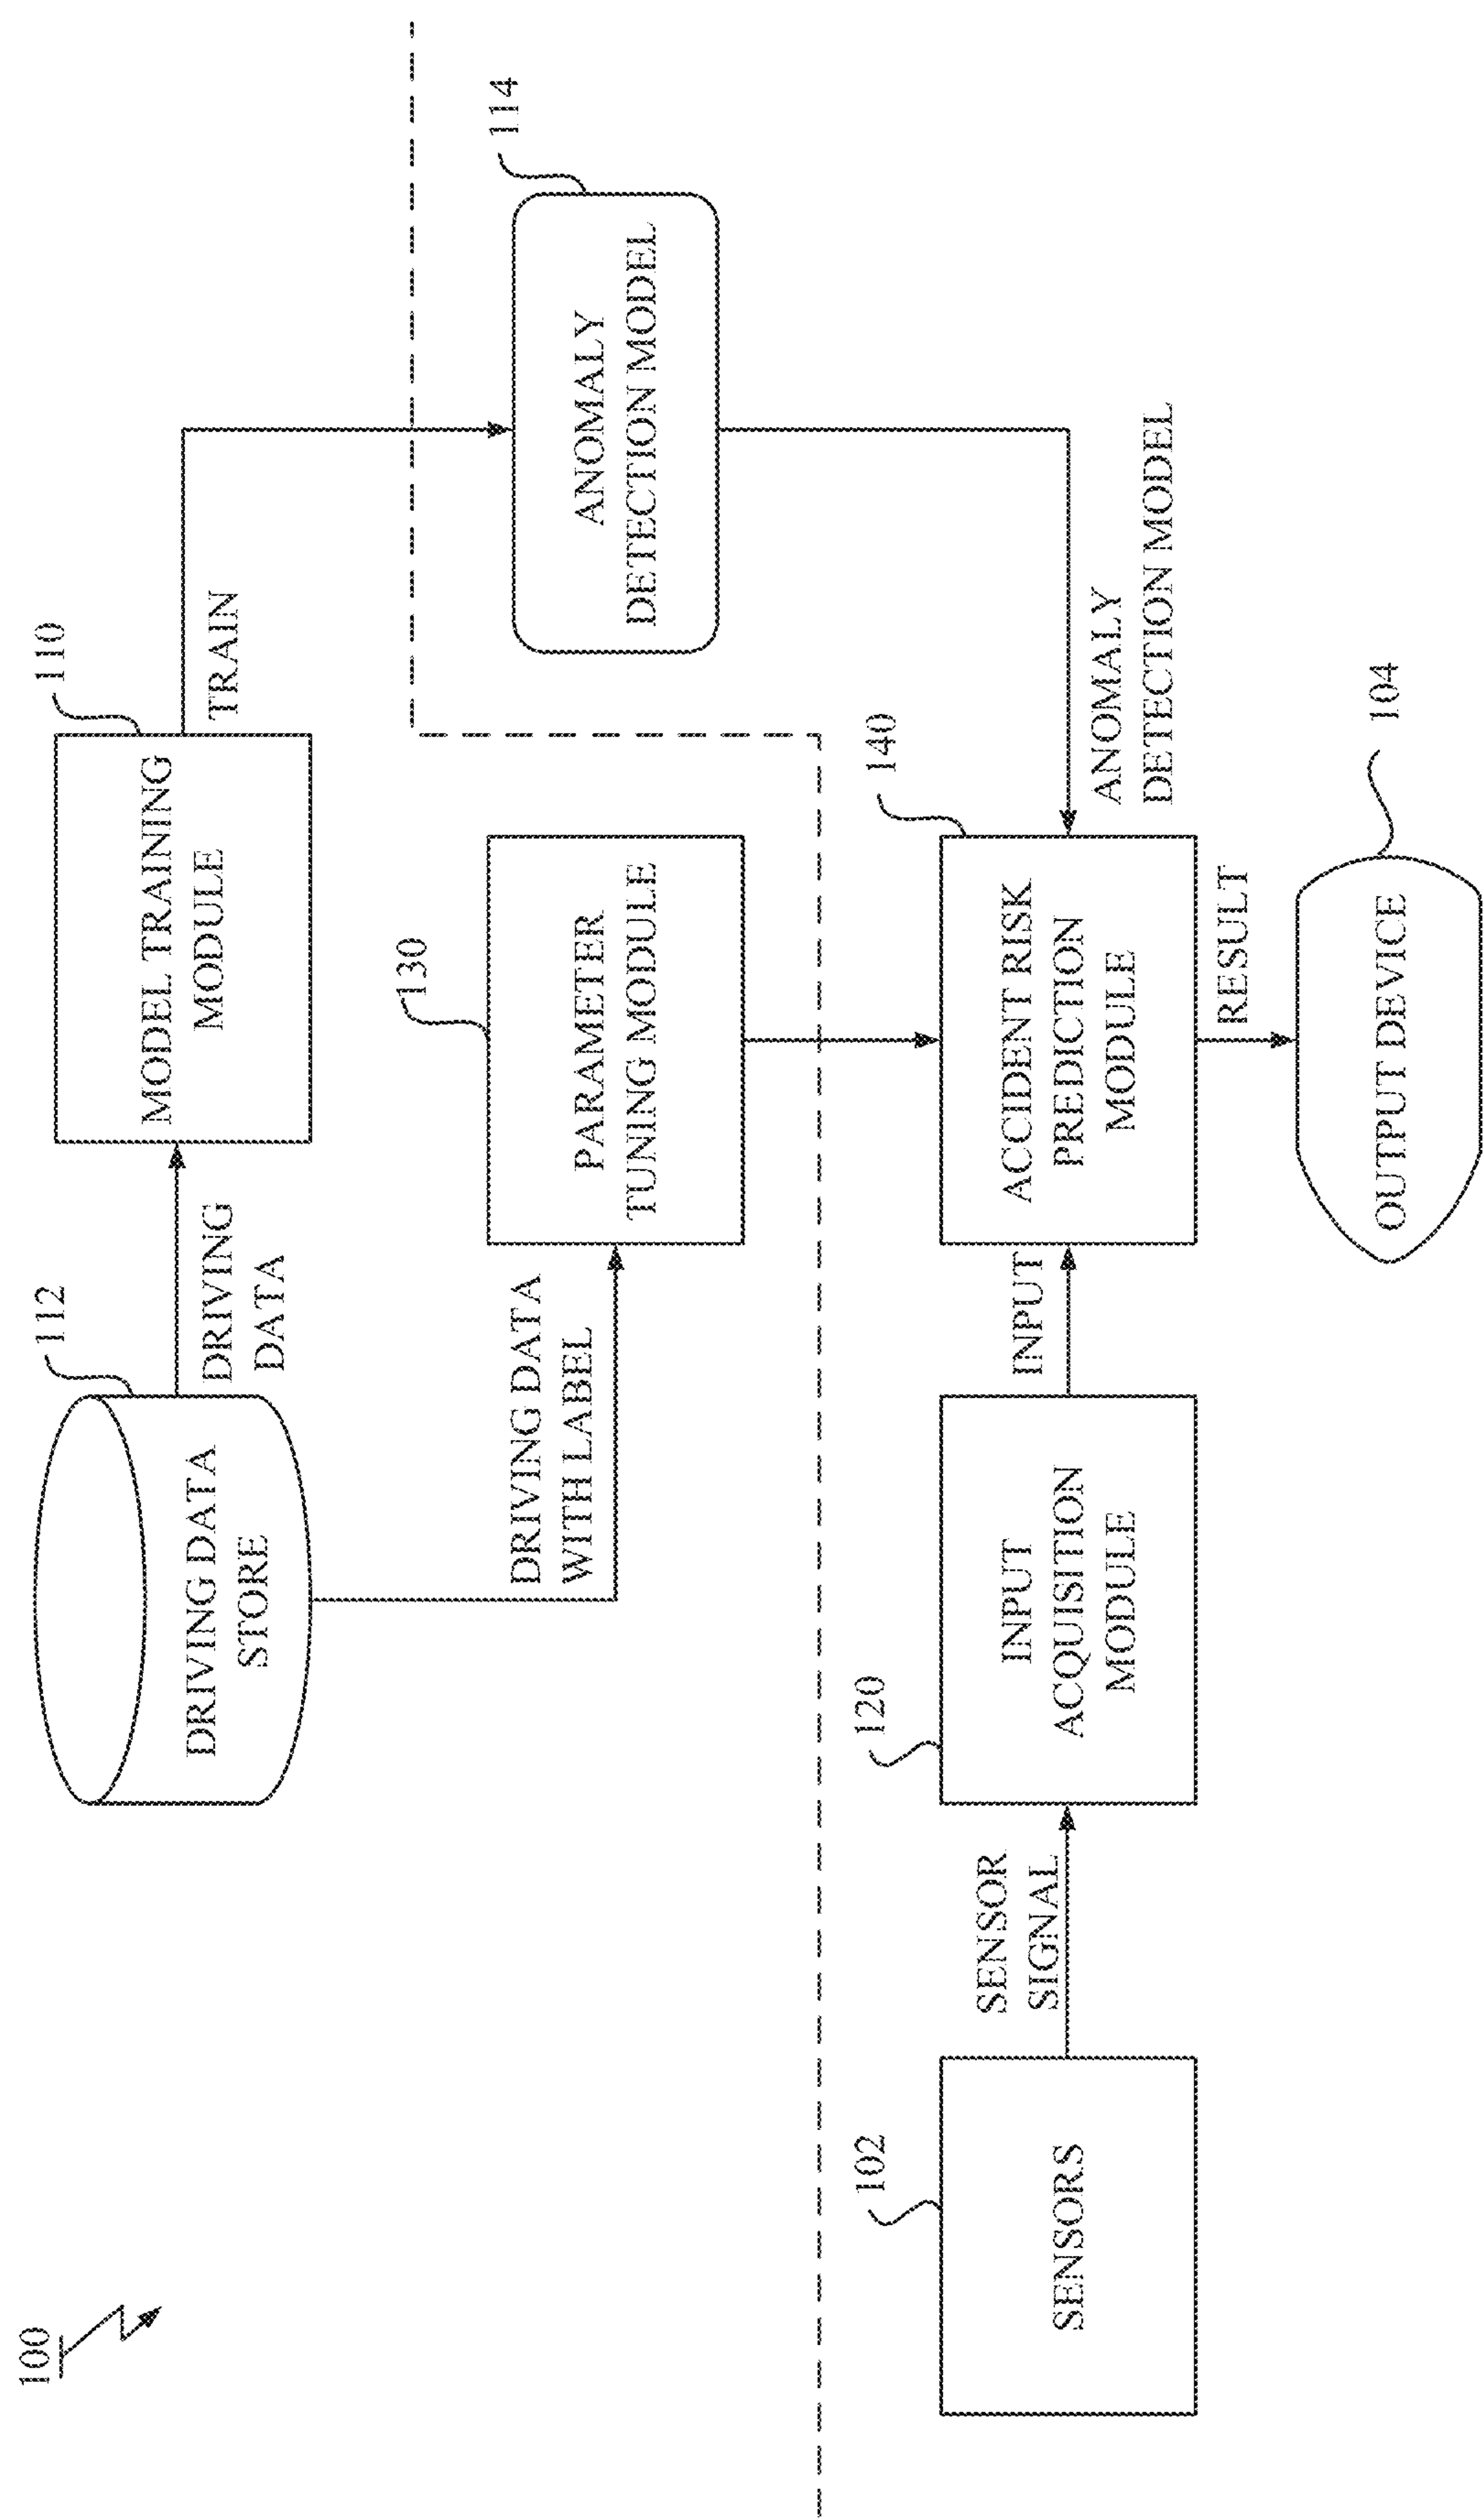 100
112
DRIVING DATA
STORE
DRIVING
DATA
110
MODEL TRAINING
MODULE
TRAIN
DRIVING DATA
WITH LABEL
130
PARAMETER
TUNING MODULE
114
ANOMALY
DETECTION MODEL
102
SENSORS
SENSOR
SIGNAL
120
INPUT
ACQUISITION
MODULE
INPUT
140
ACCIDENT RISK
PREDICTION
MODULE
ANOMALY
DETECTION MODEL
RESULT
104
OUTPUT DEVICE